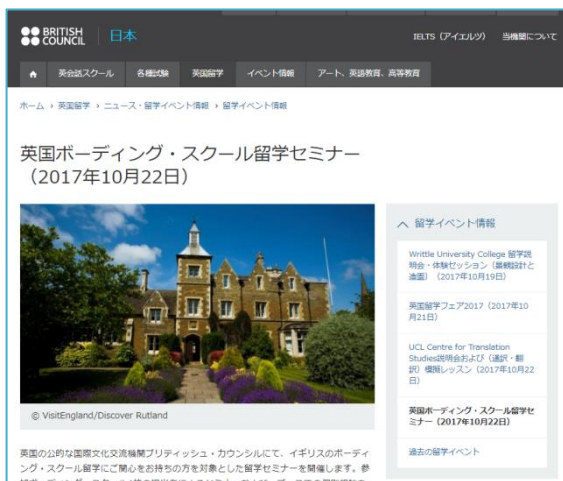 BRITISH COUNCIL
日本
IELTS (アイエルツ) 当機関について
英会話スクール 各種試験 英国留学 イベント情報 アート、英語教育、高等教育
ホーム › 英国留学 › ニュース・留学イベント情報 › 留学イベント情報
英国ボーディング・スクール留学セミナー
（2017年10月22日）
© VisitEngland/Discover Rutland
英国の公的な国際文化交流機関ブリティッシュ・カウンシルにて、イギリスのボーディ
ング・スクール留学にご関心をお持ちの方を対象とした留学セミナーを開催します。参
留学イベント情報
Writtle University College 留学説
明会・体験セッション（景観設計と
造園）（2017年10月19日）
英国留学フェア2017（2017年10
月21日）
UCL Centre for Translation
Studies説明会および（通訳・翻
訳）模擬レッスン（2017年10月22
日）
英国ボーディング・スクール留学セ
ミナー（2017年10月22日）
過去の留学イベント